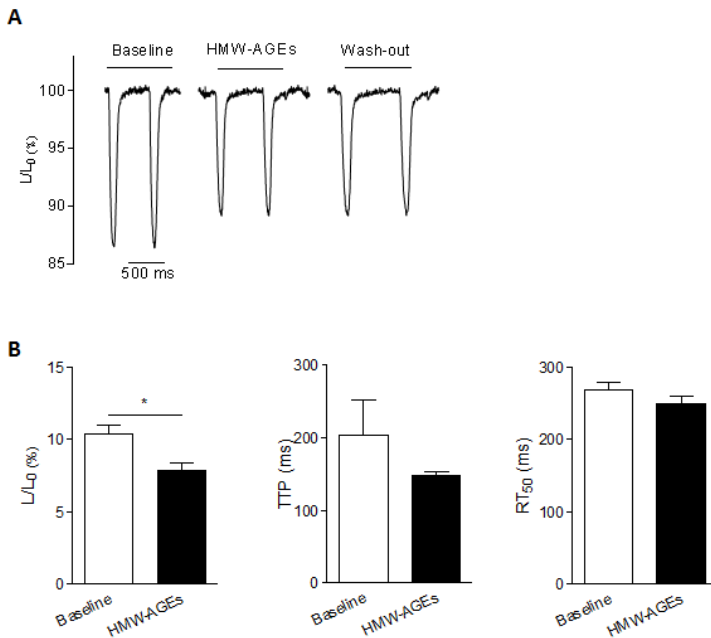 A
Baseline HMW-AGEs Wash-out
100
95
90
85
L/L0 (%)
500 ms
B
15
10
5
0
L/L0 (%)
*
Baseline
HMW-AGEs
300
200
100
0
TTP (ms)
Baseline
HMW-AGEs
300
200
100
0
RT50 (ms)
Baseline
HMW-AGEs